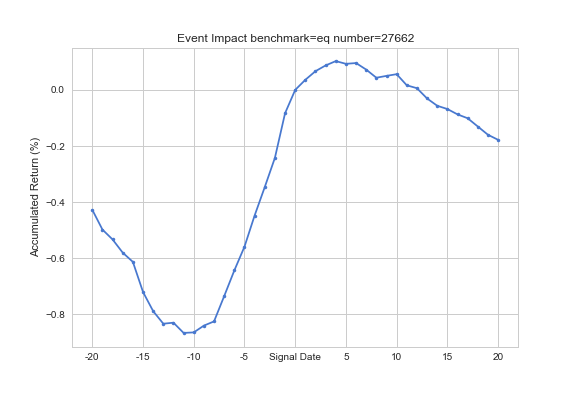 Event Impact benchmark=eq number=27662
Accumulated Return (%)
0.0
−0.2
−0.4
−0.6
−0.8
-20 -15 -10 -5 Signal Date 5 10 15 20